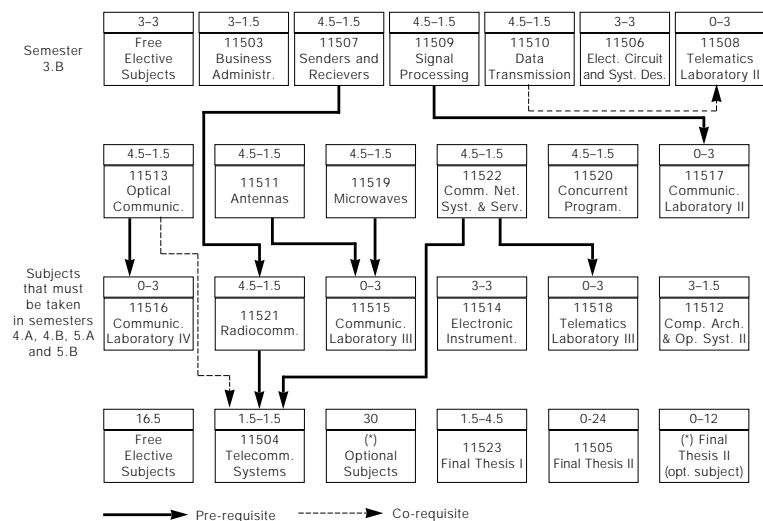 Semester
3.B
3–3
Free
Elective
Subjects
3–1.5
11503
Business
Administr.
4.5–1.5
11507
Senders and
Recievers
4.5–1.5
11509
Signal
Processing
4.5–1.5
11510
Data
Transmission
3–3
11506
Elect. Circuit
and Syst. Des.
0–3
11508
Telematics
Laboratory II
4.5–1.5
11513
Optical
Communic.
4.5–1.5
11511
Antennas
4.5–1.5
11519
Microwaves
4.5–1.5
11522
Comm. Net.
Syst. & Serv.
4.5–1.5
11520
Concurrent
Program.
0–3
11517
Communic.
Laboratory II
Subjects
that must
be taken
in semesters
4.A, 4.B, 5.A
and 5.B
0–3
11516
Communic.
Laboratory IV
4.5–1.5
11521
Radiocomm.
0–3
11515
Communic.
Laboratory III
3–3
11514
Electronic
Instrument.
0–3
11518
Telematics
Laboratory III
3–1.5
11512
Comp. Arch.
& Op. Syst. II
16.5
Free
Elective
Subjects
1.5–1.5
11504
Telecomm.
Systems
30
(*)
Optional
Subjects
1.5–4.5
11523
Final Thesis I
0-24
11505
Final Thesis II
0–12
(*) Final
Thesis II
(opt. subject)
Pre-requisite
Co-requisite